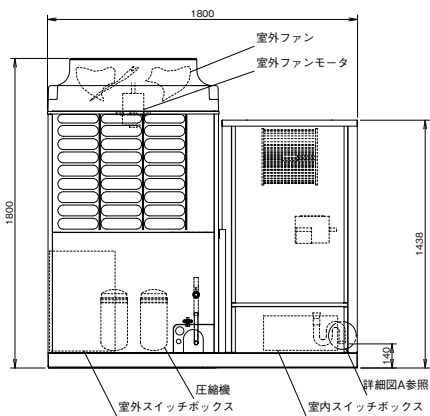 1800
室外ファン
室外ファンモータ
1800
1438
140
詳細図A参照
圧縮機
室外スイッチボックス
室内スイッチボックス